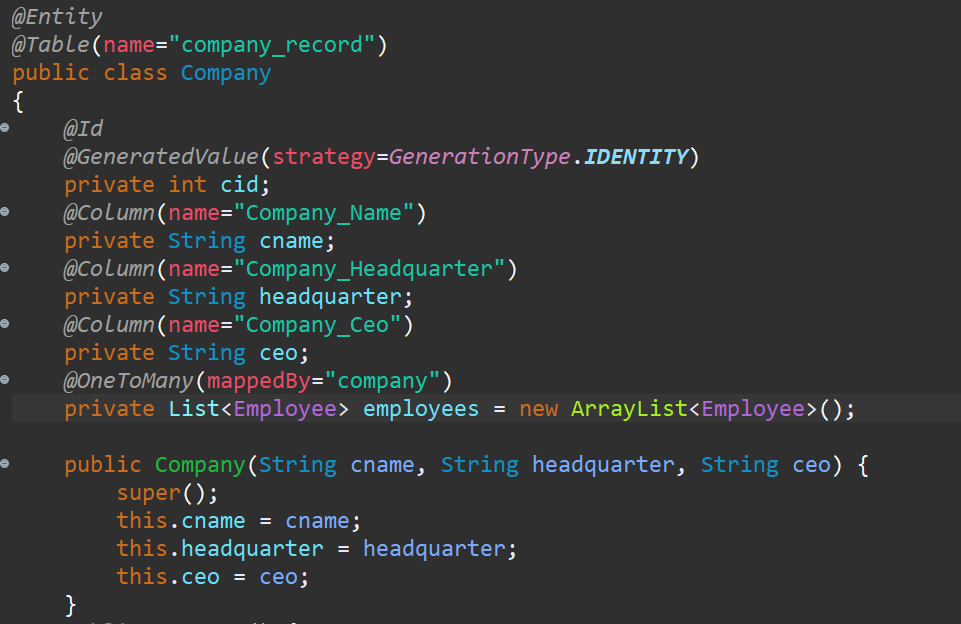 @Entity
@Table(name="company_record")
public class Company
{
@Id
@GeneratedValue(strategy=GenerationType.IDENTITY)
private int cid;
@Column(name="Company_Name")
private String cname;
@Column(name="Company_Headquarter")
private String headquarter;
@Column(name="Company_Ceo")
private String ceo;
@OneToMany(mappedBy="company")
private List<Employee> employees = new ArrayList<Employee>();
public Company(String cname, String headquarter, String ceo) {
super();
this.cname = cname;
this.headquarter = headquarter;
this.ceo = ceo;
}